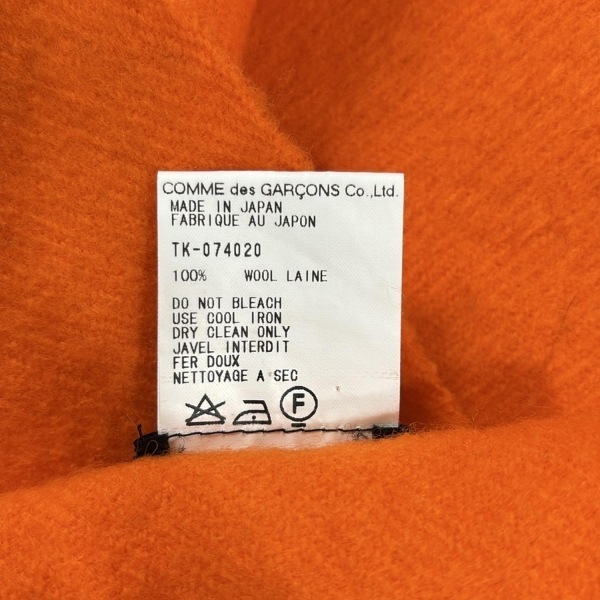 COMME des GARÇONS Co.,Ltd.
MADE IN JAPAN
FABRIQUE AU JAPON
TK-074020
100% WOOL LAINE
DO NOT BLEACH
USE COOL IRON
DRY CLEAN ONLY
JAVEL INTERDIT
FER DOUX
NETTOYAGE A SEC
F